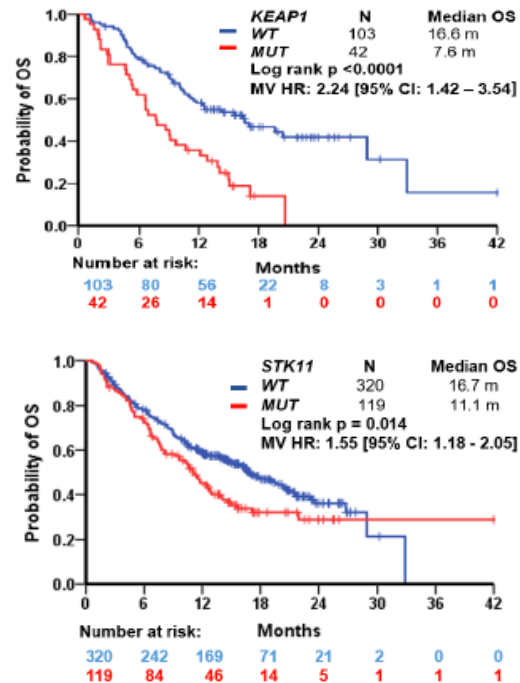 KEAP1 N Median OS
WT 103 16.6 m
MUT 42 7.6 m
Log rank p <0.0001
MV HR: 2.24 [95% CI: 1.42 – 3.54]
Probability of OS
1.0
0.8
0.6
0.4
0.2
0.0
0 6 12 18 24 30 36 42
Number at risk: Months
103 80 56 22 8 3 1 1
42 26 14 1 0 0 0 0
STK11 N Median OS
WT 320 16.7 m
MUT 119 11.1 m
Log rank p = 0.014
MV HR: 1.55 [95% CI: 1.18 - 2.05]
Probability of OS
1.0
0.8
0.6
0.4
0.2
0.0
0 6 12 18 24 30 36 42
Number at risk: Months
320 242 169 71 21 2 0 0
119 84 46 14 5 1 1 1